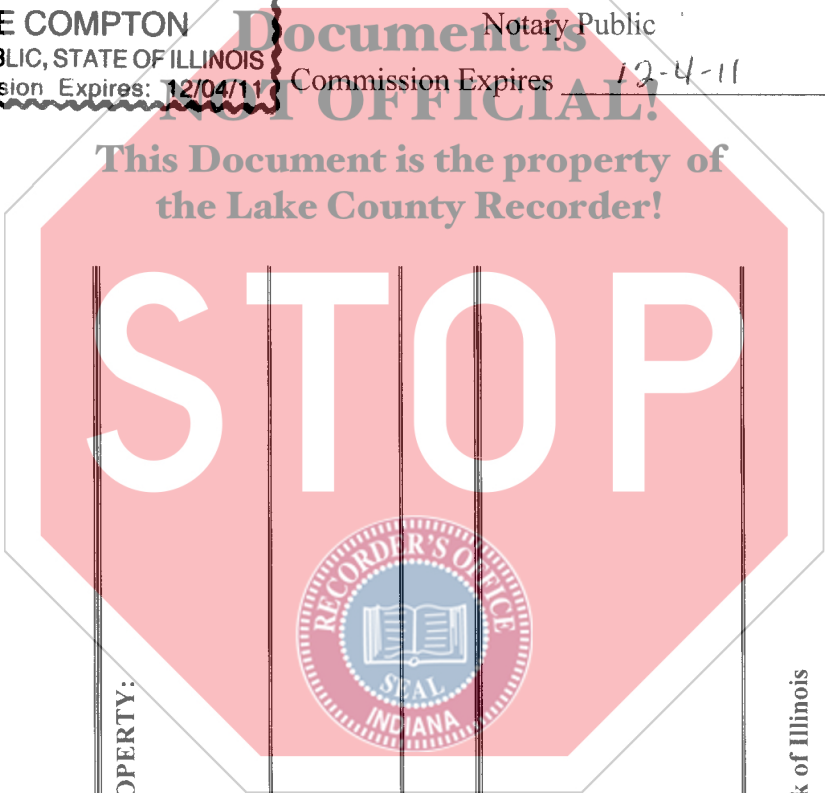 E COMPTON
BLIC, STATE OF ILLINOIS
sion Expires: 12/04/11
Notary Public
Commission Expires 12-4-11
Document is
NOT OFFICIAL!
This Document is the property of
the Lake County Recorder!
STOP
RECORDER'S OFFICE
SEAL
INDIANA
OPERTY:
k of Illinois